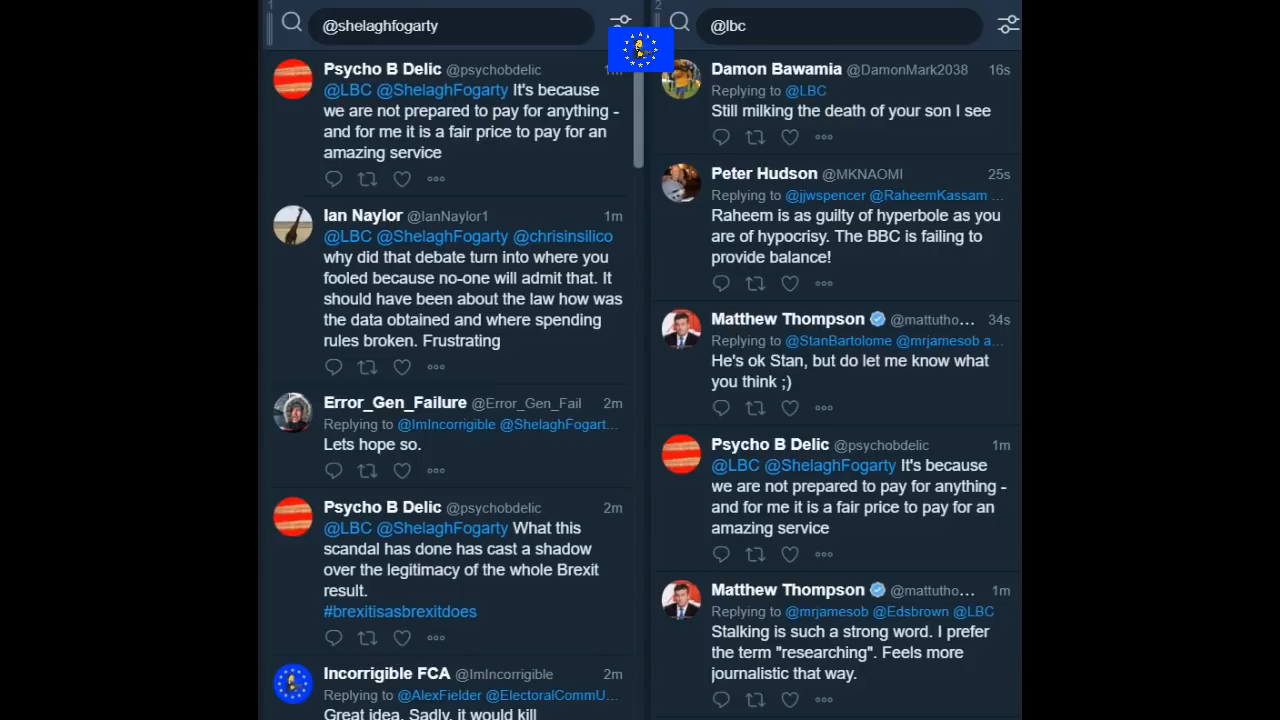 1
@shelaghfogarty
Psycho B Delic @psychobdelic
@LBC @ShelaghFogarty It's because
we are not prepared to pay for anything -
and for me it is a fair price to pay for an
amazing service
Ian Naylor @IanNaylor1 1m
@LBC @ShelaghFogarty @chrisinsilico
why did that debate turn into where you
fooled because no-one will admit that. It
should have been about the law how was
the data obtained and where spending
rules broken. Frustrating
Error_Gen_Failure @Error_Gen_Fail 2m
Replying to @ImIncorrigible @ShelaghFogart...
Lets hope so.
Psycho B Delic @psychobdelic 2m
@LBC @ShelaghFogarty What this
scandal has done has cast a shadow
over the legitimacy of the whole Brexit
result.
#brexitisasbrexitdoes
Incorrigible FCA @ImIncorrigible 2m
Replying to @AlexFielder @ElectoralCommU...
Great idea. Sadly, it would kill
2
@lbc
Damon Bawamia @DamonMark2038 16s
Replying to @LBC
Still milking the death of your son I see
Peter Hudson @MKNAOMI 25s
Replying to @jjwspencer @RaheemKassam ...
Raheem is as guilty of hyperbole as you
are of hypocrisy. The BBC is failing to
provide balance!
Matthew Thompson @mattutho... 34s
Replying to @StanBartolome @mrjamesob a...
He's ok Stan, but do let me know what
you think ;)
Psycho B Delic @psychobdelic 1m
@LBC @ShelaghFogarty It's because
we are not prepared to pay for anything -
and for me it is a fair price to pay for an
amazing service
Matthew Thompson @mattutho... 1m
Replying to @mrjamesob @Edsbrown @LBC
Stalking is such a strong word. I prefer
the term "researching". Feels more
journalistic that way.